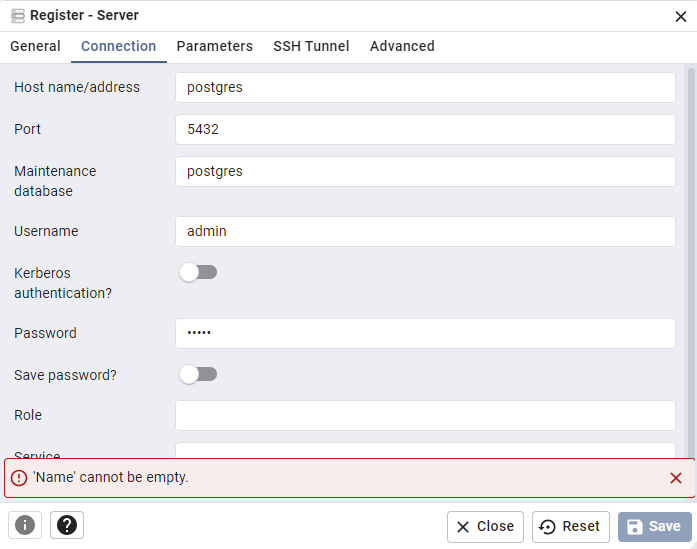 Register - Server
General Connection Parameters SSH Tunnel Advanced
Host name/address postgres
Port 5432
Maintenance postgres
database
Username admin
Kerberos
authentication?
Password •••••
Save password?
Role
Service
'Name' cannot be empty.
Close Reset Save